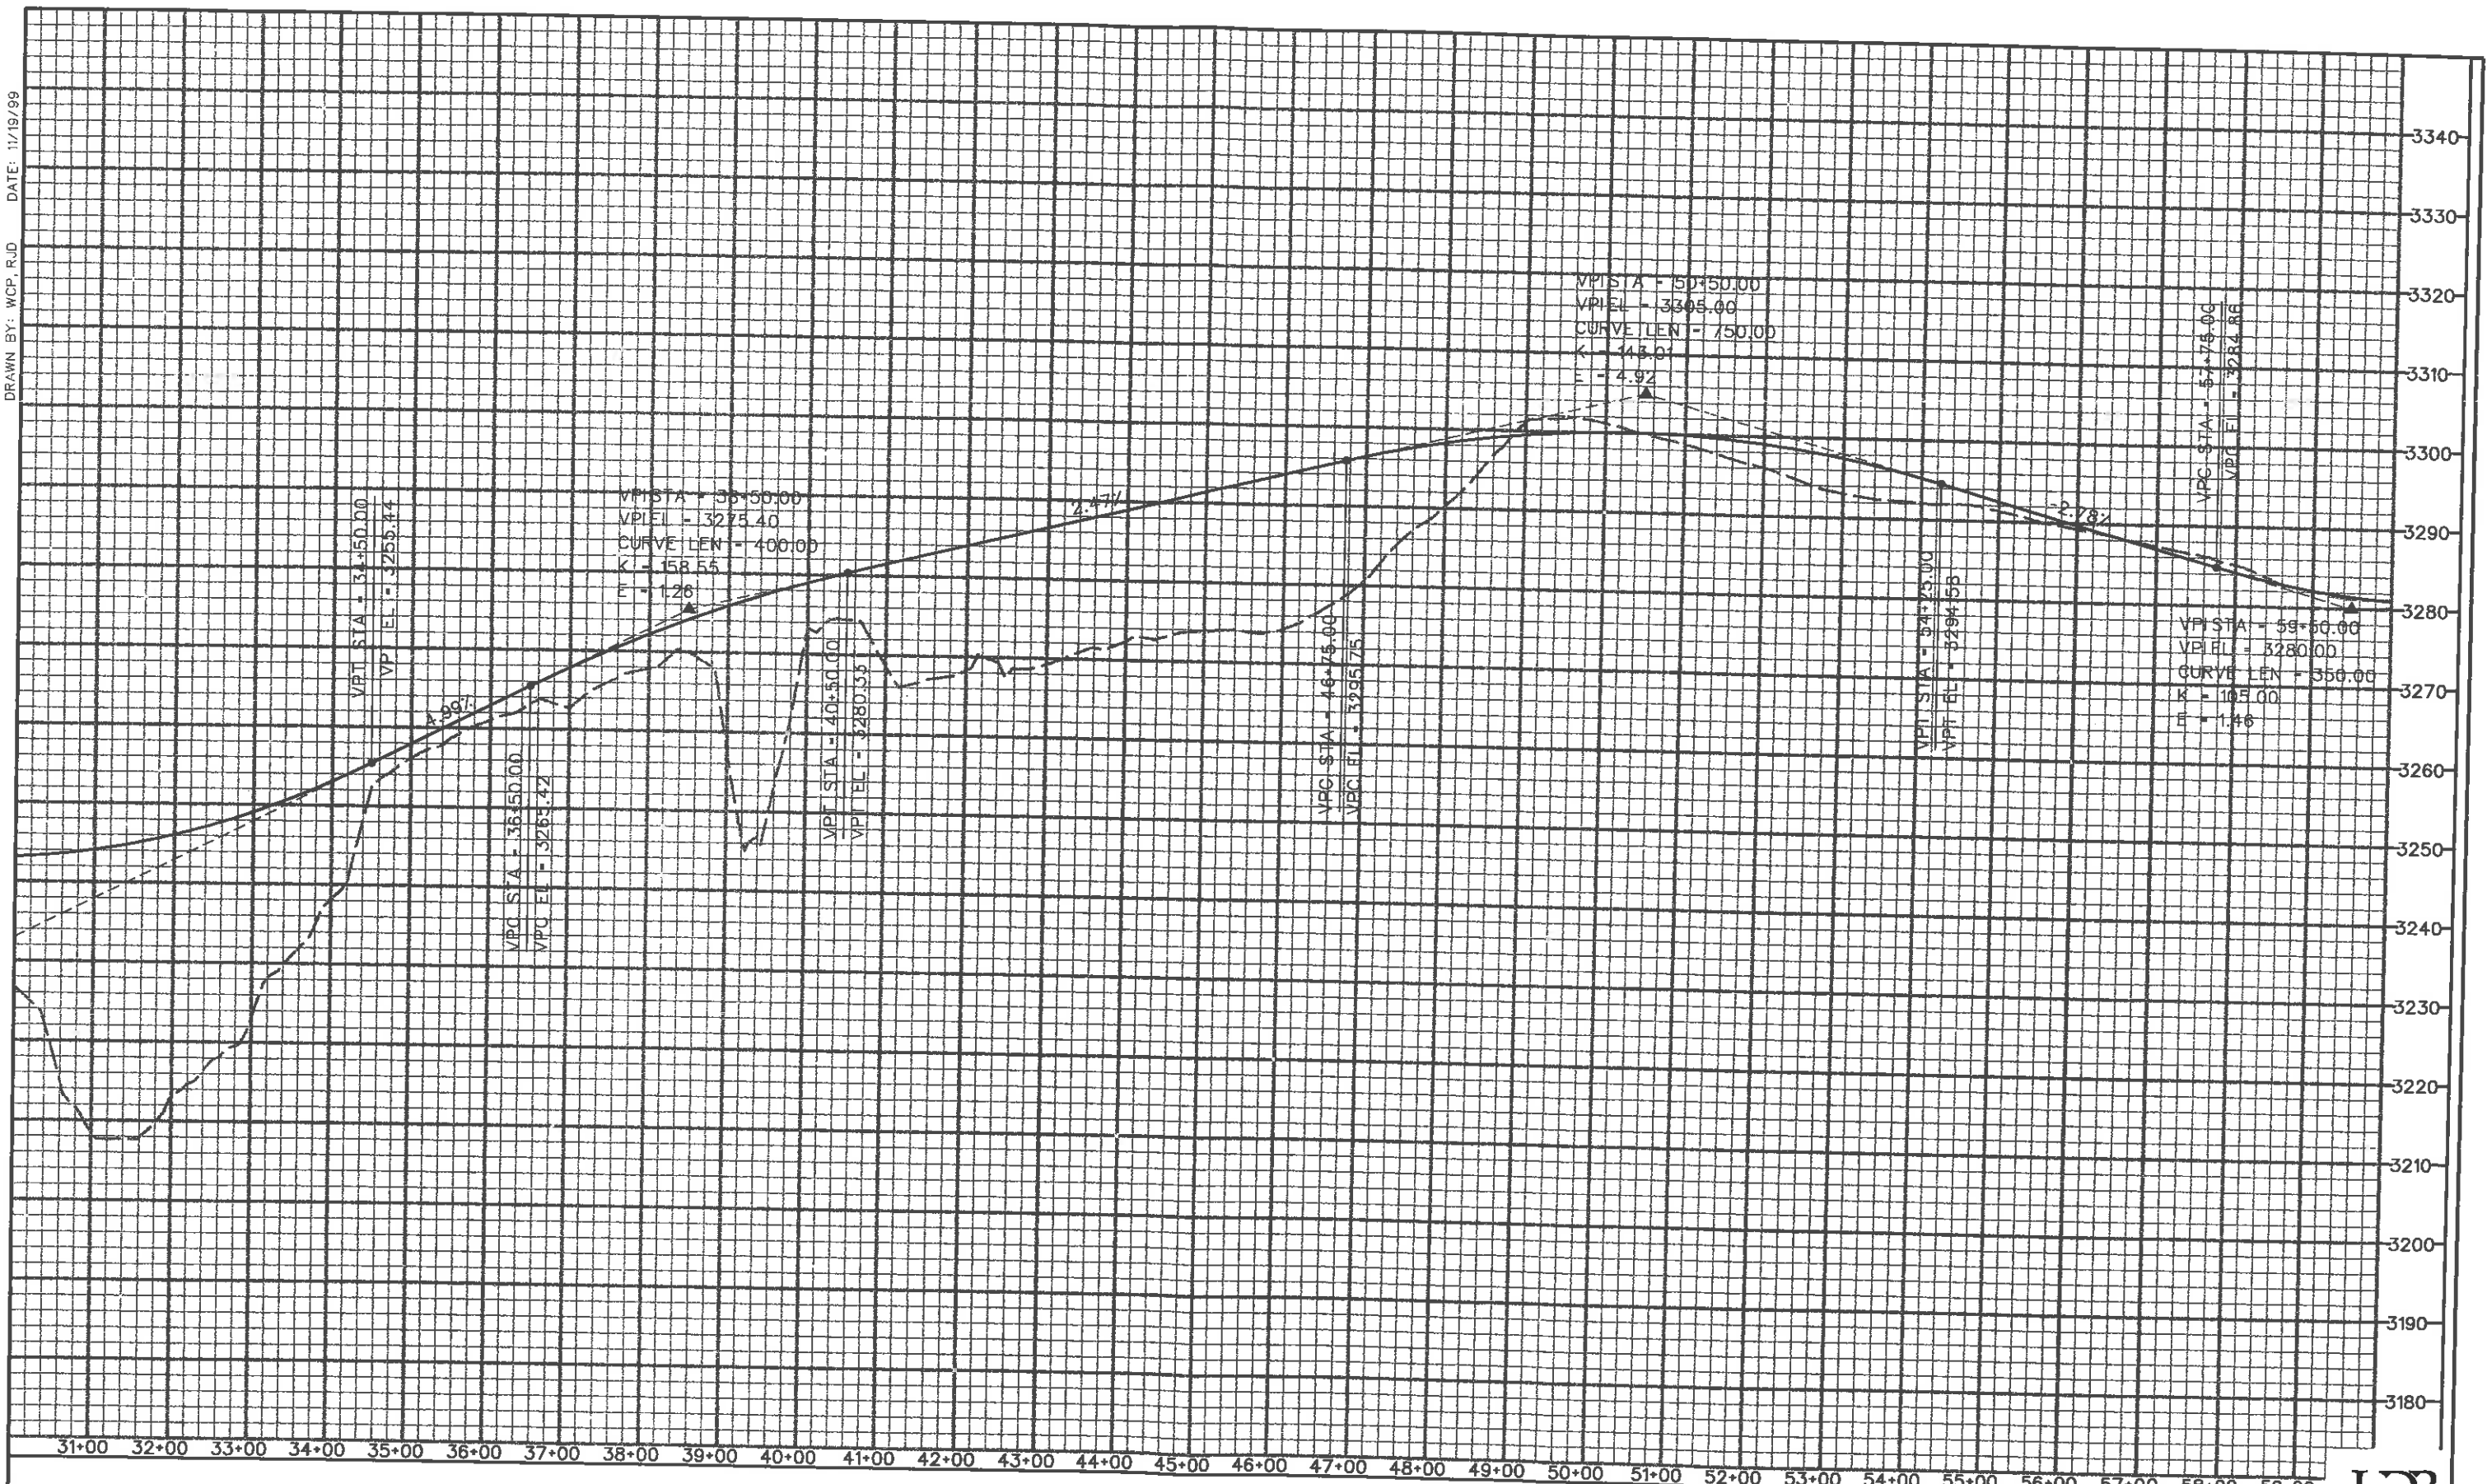 DRAWN BY: WCP, RJD DATE: 11/19/99
3340
3330
3320
3310
3300
3290
3280
3270
3260
3250
3240
3230
3220
3210
3200
3190
3180
VPI STA - 50+50.00
VPI EL - 3305.00
CURVE LEN - 750.00
K - 143.01
E - 4.92
VPC STA - 57+75.00
VPC EL - 3284.86
VPT STA - 34+50.00
VPT EL - 3255.44
VPI STA - 38+50.00
VPI EL - 3275.40
CURVE LEN - 400.00
K - 158.55
E - 1.26
2.47%
-2.78%
4.99%
VPC STA - 36+50.00
VPC EL - 3265.42
VPT STA - 40+50.00
VPT EL - 3280.33
VPC STA - 46+75.00
VPC EL - 3295.75
VPT STA - 54+25.00
VPT EL - 3294.58
VPI STA - 59+50.00
VPI EL - 3280.00
CURVE LEN - 350.00
K - 105.00
E - 1.46
31+00 32+00 33+00 34+00 35+00 36+00 37+00 38+00 39+00 40+00 41+00 42+00 43+00 44+00 45+00 46+00 47+00 48+00 49+00 50+00 51+00 52+00 53+00 54+00 55+00 56+00 57+00 58+00 59+00